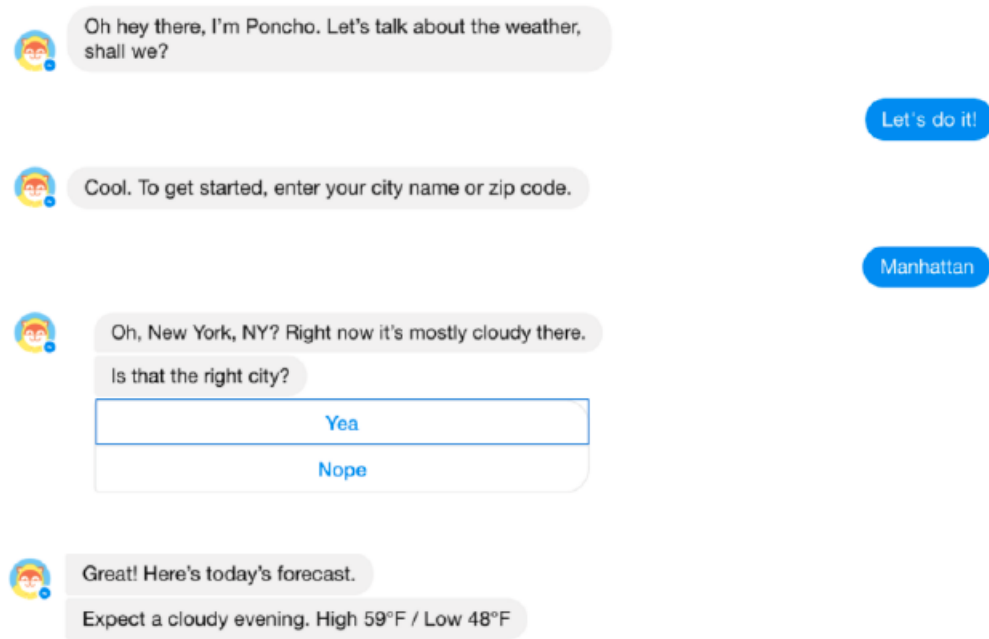 Oh hey there, I'm Poncho. Let's talk about the weather,
shall we?
Let's do it!
Cool. To get started, enter your city name or zip code.
Manhattan
Oh, New York, NY? Right now it's mostly cloudy there.
Is that the right city?
Yea
Nope
Great! Here's today's forecast.
Expect a cloudy evening. High 59°F / Low 48°F